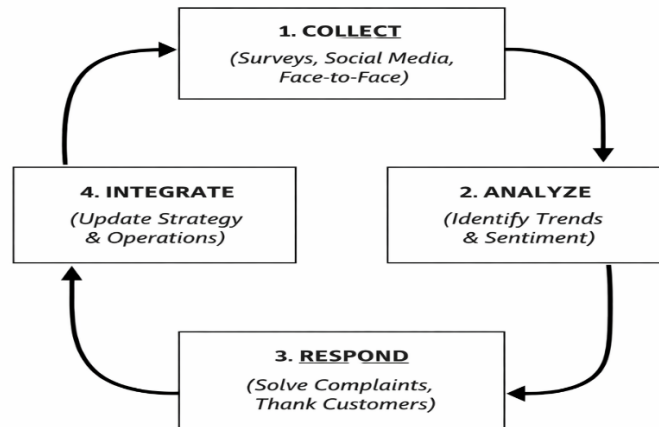 1. COLLECT
(Surveys, Social Media,
Face-to-Face)
2. ANALYZE
(Identify Trends
& Sentiment)
3. RESPOND
(Solve Complaints,
Thank Customers)
4. INTEGRATE
(Update Strategy
& Operations)